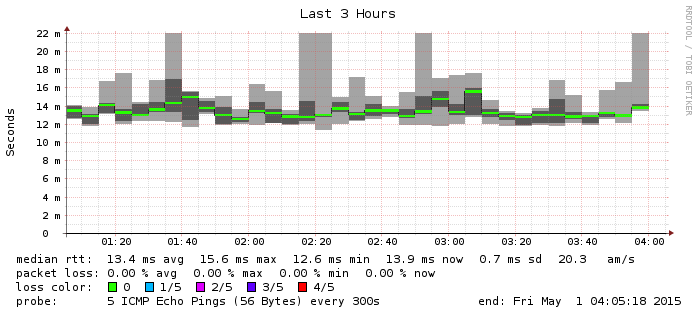 Last 3 Hours
RRDTOOL / TOBI OETIKER
Seconds
22 m
20 m
18 m
16 m
14 m
12 m
10 m
8 m
6 m
4 m
2 m
0
01:20 01:40 02:00 02:20 02:40 03:00 03:20 03:40 04:00
median rtt: 13.4 ms avg 15.6 ms max 12.6 ms min 13.9 ms now 0.7 ms sd 20.3 am/s
packet loss: 0.00 % avg 0.00 % max 0.00 % min 0.00 % now
loss color: 0 1/5 2/5 3/5 4/5
probe: 5 ICMP Echo Pings (56 Bytes) every 300s end: Fri May 1 04:05:18 2015